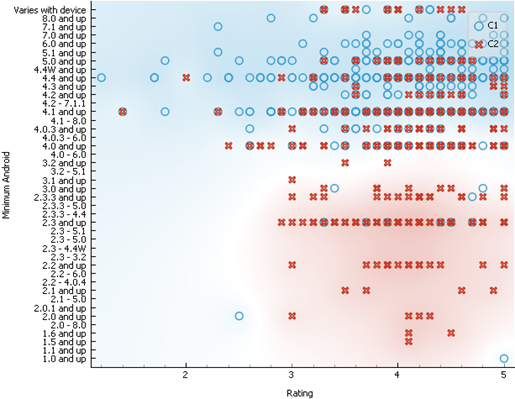 Varies with device
8.0 and up
7.1 and up
7.0 and up
6.0 and up
5.1 and up
5.0 and up
4.4W and up
4.4 and up
4.3 and up
4.2 and up
4.2 - 7.1.1
4.1 and up
4.1 - 8.0
4.0.3 and up
4.0.3 - 6.0
4.0 and up
4.0 - 6.0
3.2 and up
3.2 - 5.1
3.1 and up
3.0 and up
2.3.3 and up
2.3.3 - 5.0
2.3.3 - 4.4
2.3 and up
2.3 - 5.1
2.3 - 5.0
2.3 - 4.4W
2.3 - 3.2
2.2 and up
2.2 - 6.0
2.2 - 4.0.4
2.1 and up
2.1 - 5.0
2.0.1 and up
2.0 and up
2.0 - 8.0
1.6 and up
1.5 and up
1.1 and up
1.0 and up
Minimum Android
2
3
4
5
Rating
C1
C2